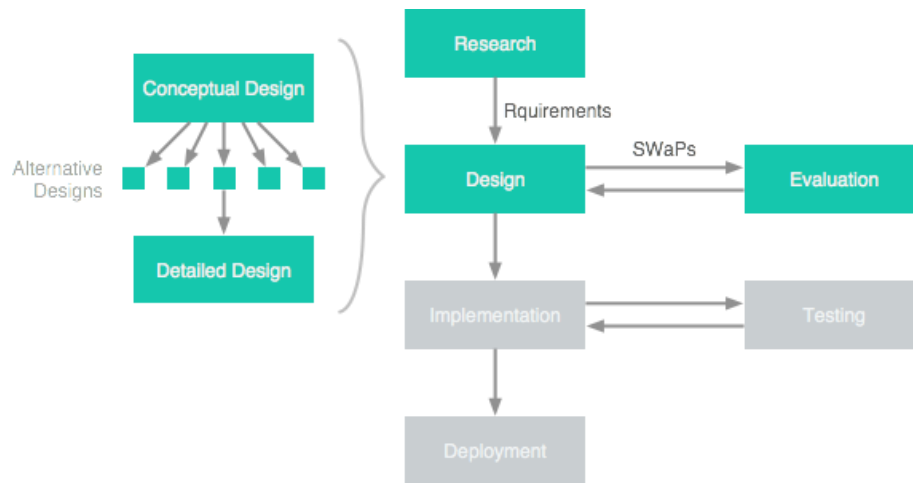 Research
Conceptual Design
Rquirements
SWaPs
Alternative
Designs
Design
Evaluation
Detailed Design
Implementation
Testing
Deployment